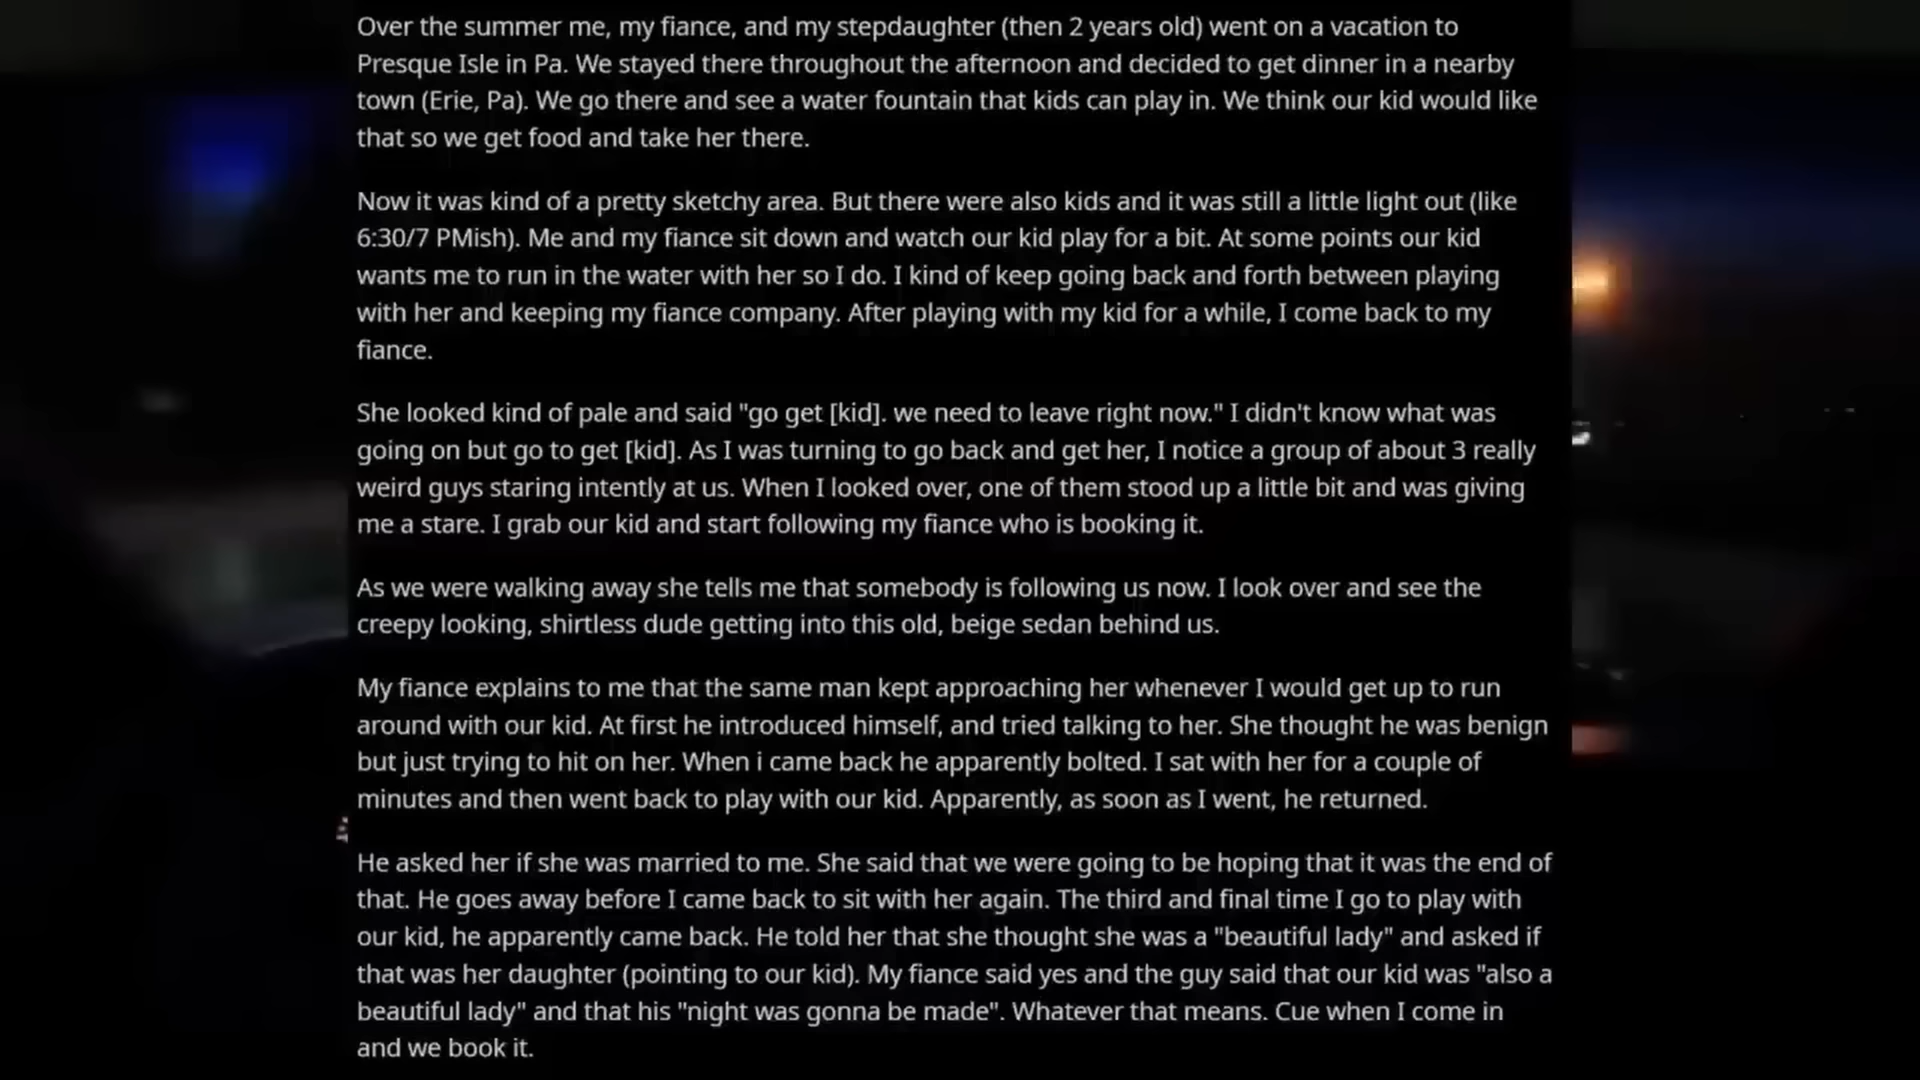 Over the summer me, my fiance, and my stepdaughter (then 2 years old) went on a vacation to
Presque Isle in Pa. We stayed there throughout the afternoon and decided to get dinner in a nearby
town (Erie, Pa). We go there and see a water fountain that kids can play in. We think our kid would like
that so we get food and take her there.
Now it was kind of a pretty sketchy area. But there were also kids and it was still a little light out (like
6:30/7 PMish). Me and my fiance sit down and watch our kid play for a bit. At some points our kid
wants me to run in the water with her so I do. I kind of keep going back and forth between playing
with her and keeping my fiance company. After playing with my kid for a while, I come back to my
fiance.
She looked kind of pale and said "go get [kid]. we need to leave right now." I didn't know what was
going on but go to get [kid]. As I was turning to go back and get her, I notice a group of about 3 really
weird guys staring intently at us. When I looked over, one of them stood up a little bit and was giving
me a stare. I grab our kid and start following my fiance who is booking it.
As we were walking away she tells me that somebody is following us now. I look over and see the
creepy looking, shirtless dude getting into this old, beige sedan behind us.
My fiance explains to me that the same man kept approaching her whenever I would get up to run
around with our kid. At first he introduced himself, and tried talking to her. She thought he was benign
but just trying to hit on her. When i came back he apparently bolted. I sat with her for a couple of
minutes and then went back to play with our kid. Apparently, as soon as I went, he returned.
He asked her if she was married to me. She said that we were going to be hoping that it was the end of
that. He goes away before I came back to sit with her again. The third and final time I go to play with
our kid, he apparently came back. He told her that she thought she was a "beautiful lady" and asked if
that was her daughter (pointing to our kid). My fiance said yes and the guy said that our kid was "also a
beautiful lady" and that his "night was gonna be made". Whatever that means. Cue when I come in
and we book it.